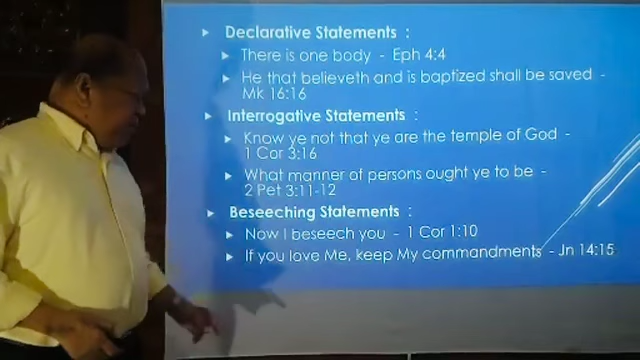 Declarative Statements :
There is one body - Eph 4:4
He that believeth and is baptized shall be saved -
Mk 16:16
Interrogative Statements :
Know ye not that ye are the temple of God -
1 Cor 3:16
What manner of persons ought ye to be -
2 Pet 3:11-12
Beseeching Statements :
Now I beseech you - 1 Cor 1:10
If you love Me, keep My commandments - Jn 14:15